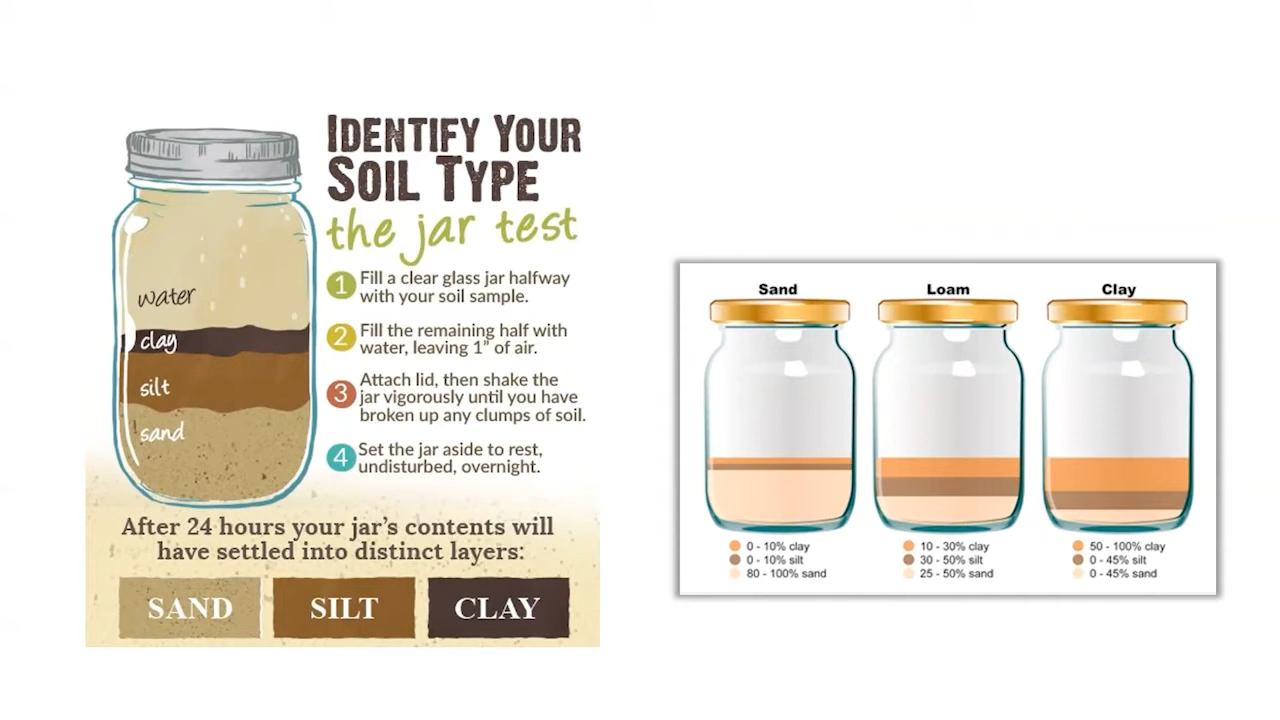 IDENTIFY YOUR
SOIL TYPE
the jar test
1 Fill a clear glass jar halfway
with your soil sample.
2 Fill the remaining half with
water, leaving 1" of air.
3 Attach lid, then shake the
jar vigorously until you have
broken up any clumps of soil.
4 Set the jar aside to rest,
undisturbed, overnight.
water
clay
silt
sand
After 24 hours your jar's contents will
have settled into distinct layers:
SAND SILT CLAY
Sand
0 - 10% clay
0 - 10% silt
80 - 100% sand
Loam
10 - 30% clay
30 - 50% silt
25 - 50% sand
Clay
50 - 100% clay
0 - 45% silt
0 - 45% sand